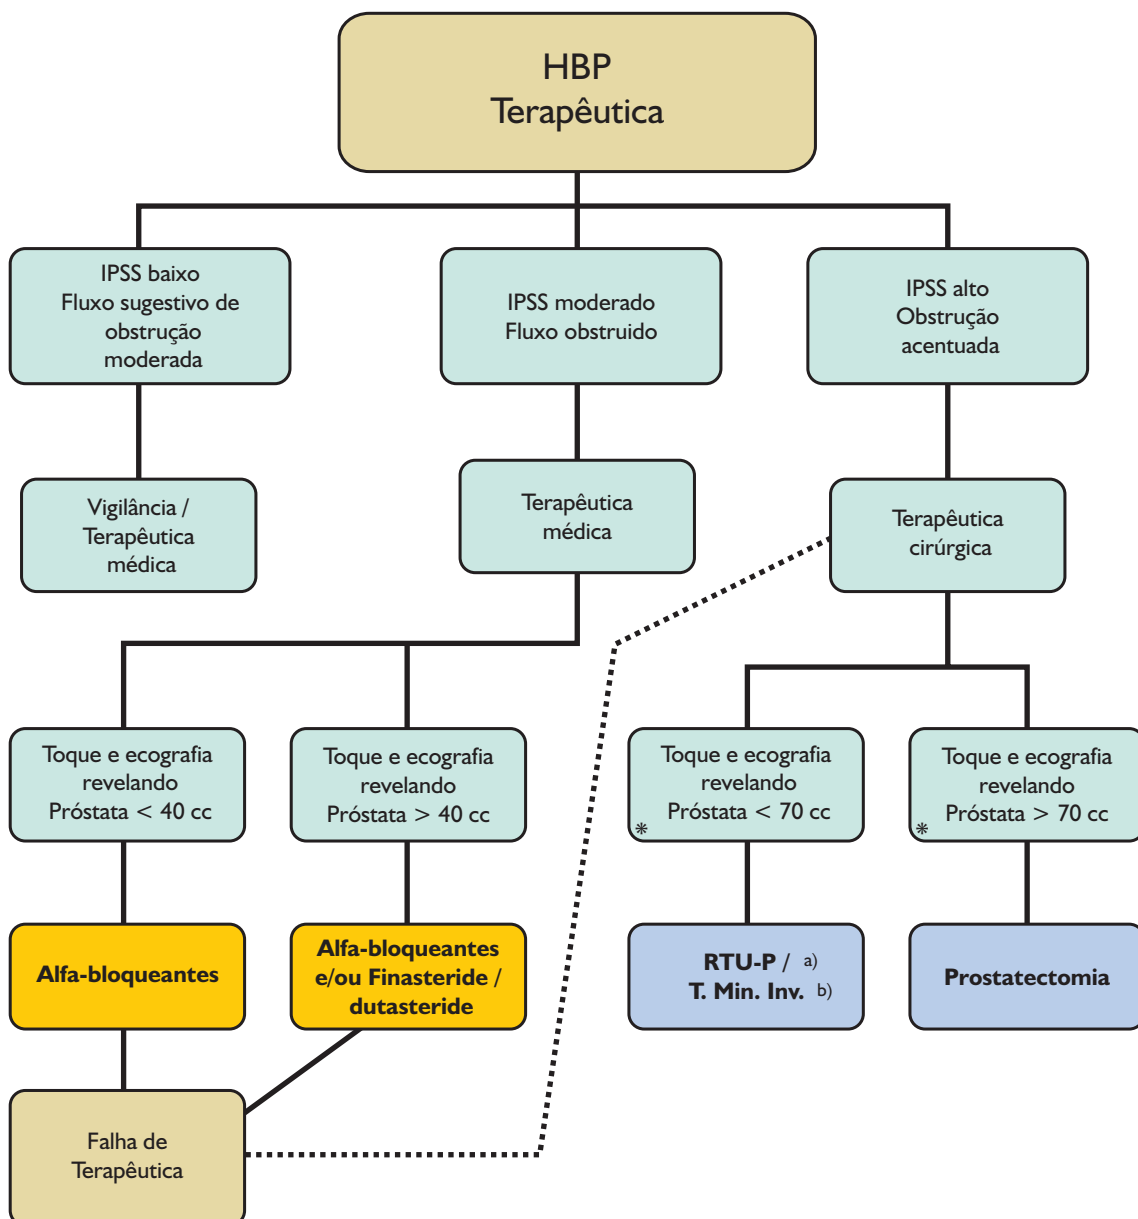 HBP
Terapêutica
IPSS baixo
Fluxo sugestivo de
obstrução
moderada
IPSS moderado
Fluxo obstruido
IPSS alto
Obstrução
acentuada
Vigilância /
Terapêutica
médica
Terapêutica
médica
Terapêutica
cirúrgica
Toque e ecografia
revelando
Próstata < 40 cc
Toque e ecografia
revelando
Próstata > 40 cc
Toque e ecografia
revelando
* Próstata < 70 cc
Toque e ecografia
revelando
* Próstata > 70 cc
Alfa-bloqueantes
Alfa-bloqueantes
e/ou Finasteride /
dutasteride
RTU-P / a)
T. Min. Inv. b)
Prostatectomia
Falha de
Terapêutica